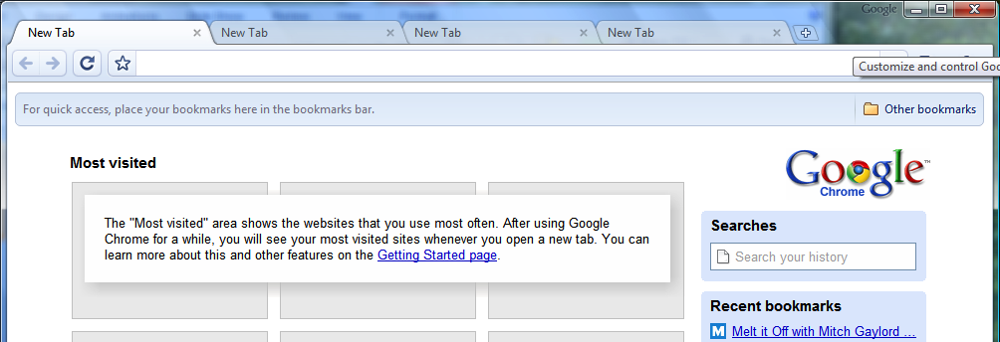 Google
New Tab
New Tab
New Tab
New Tab
Customize and control Goo
For quick access, place your bookmarks here in the bookmarks bar.
Other bookmarks
Most visited
Google™
Chrome
The "Most visited" area shows the websites that you use most often. After using Google
Chrome for a while, you will see your most visited sites whenever you open a new tab. You can
learn more about this and other features on the Getting Started page.
Searches
Search your history
Recent bookmarks
M Melt it Off with Mitch Gaylord ...